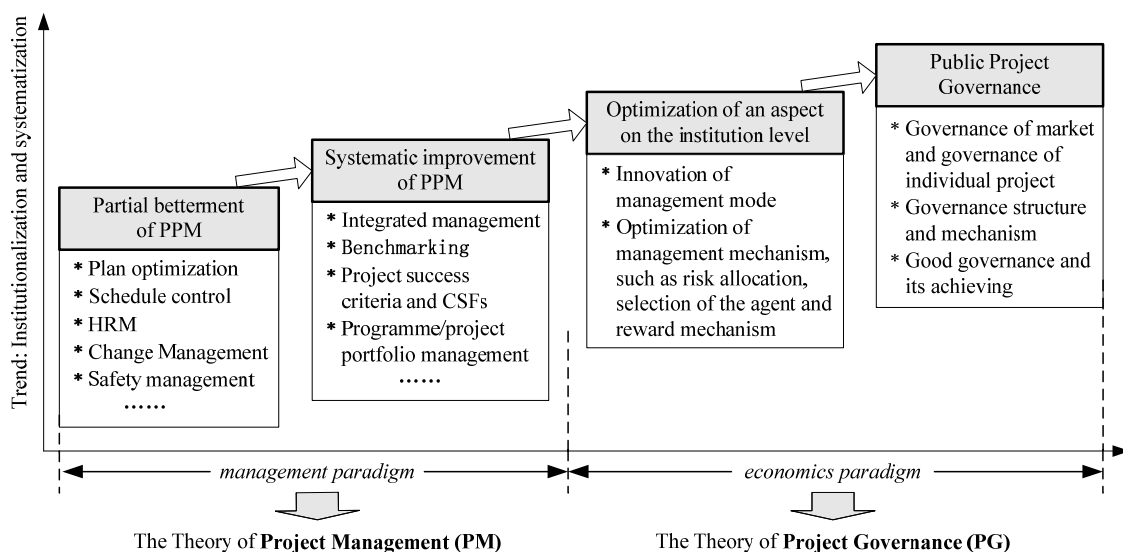 Trend: Institutionalization and systematization
Partial betterment
of PPM
* Plan optimization
* Schedule control
* HRM
* Change Management
* Safety management
……
Systematic improvement
of PPM
* Integrated management
* Benchmarking
* Project success
criteria and CSFs
* Programme/project
portfolio management
……
Optimization of an aspect
on the institution level
* Innovation of
management mode
* Optimization of
management mechanism,
such as risk allocation,
selection of the agent and
reward mechanism
Public Project
Governance
* Governance of market
and governance of
individual project
* Governance structure
and mechanism
* Good governance and
its achieving
management paradigm
economics paradigm
The Theory of Project Management (PM)
The Theory of Project Governance (PG)